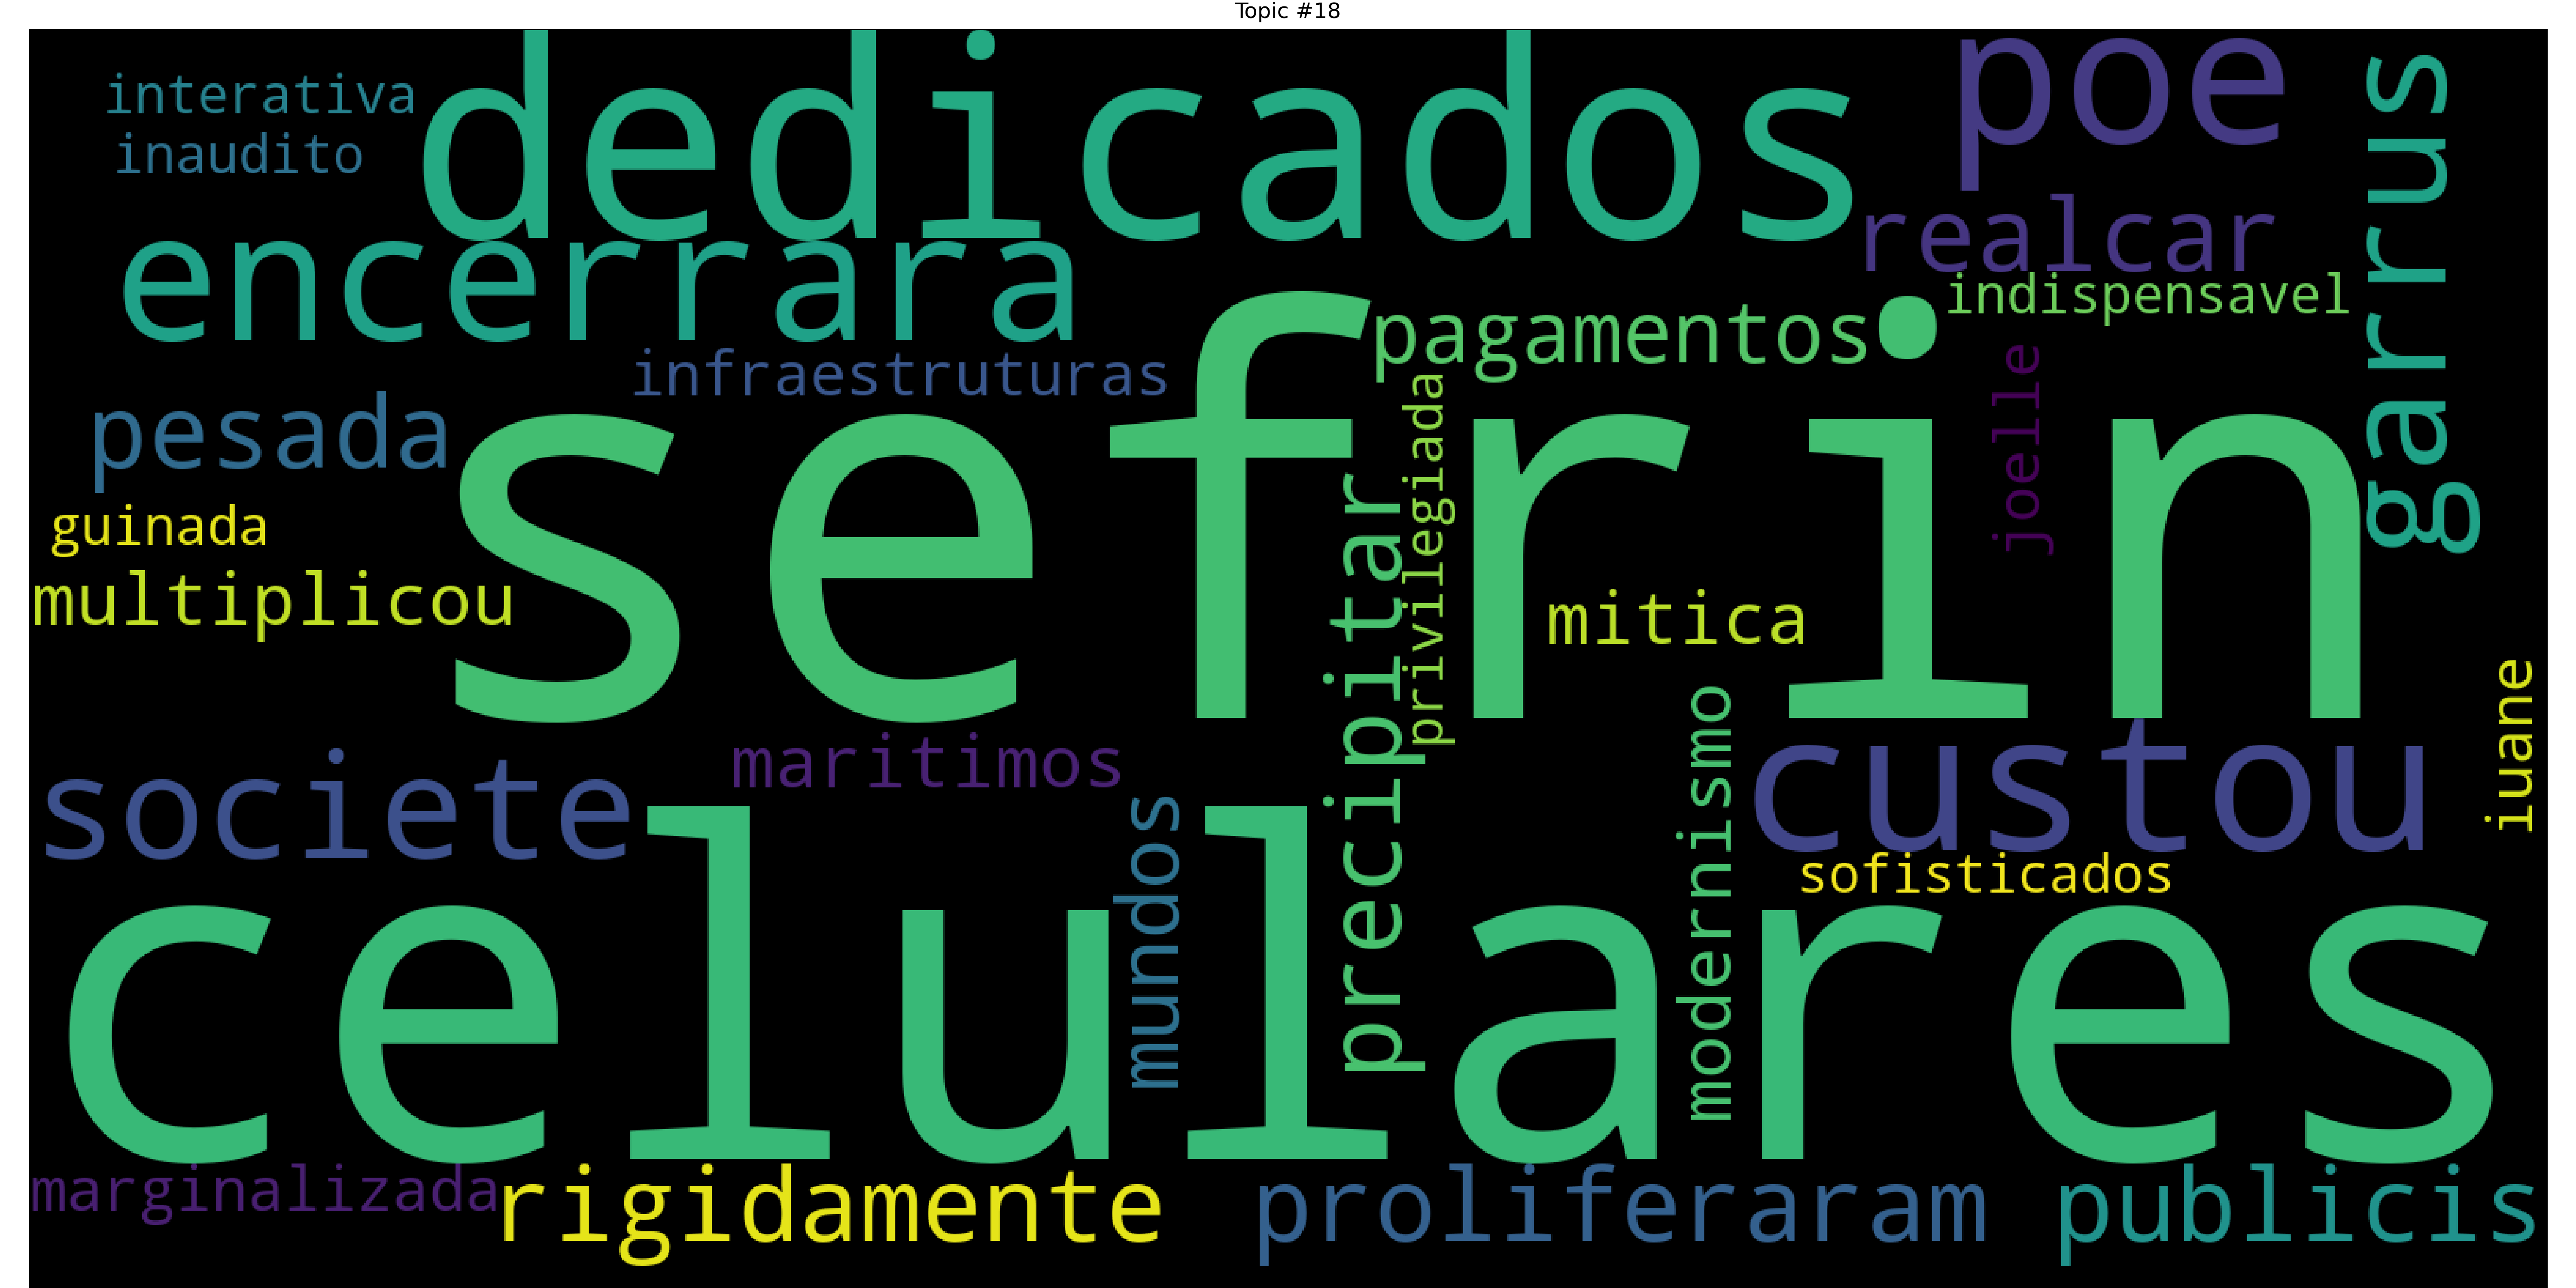 Topic #18
interativa
inaudito
dedicados
poe
garrus
realcar
encerrara
indispensavel
pagamentos
infraestruturas
joelle
pesada
sefrin
privilegiada
precipitar
guinada
multiplicou
mitica
iuane
modernismo
maritimos
custou
societe
mundos
sofisticados
celulares
marginalizada
rigidamente
proliferaram
publicis